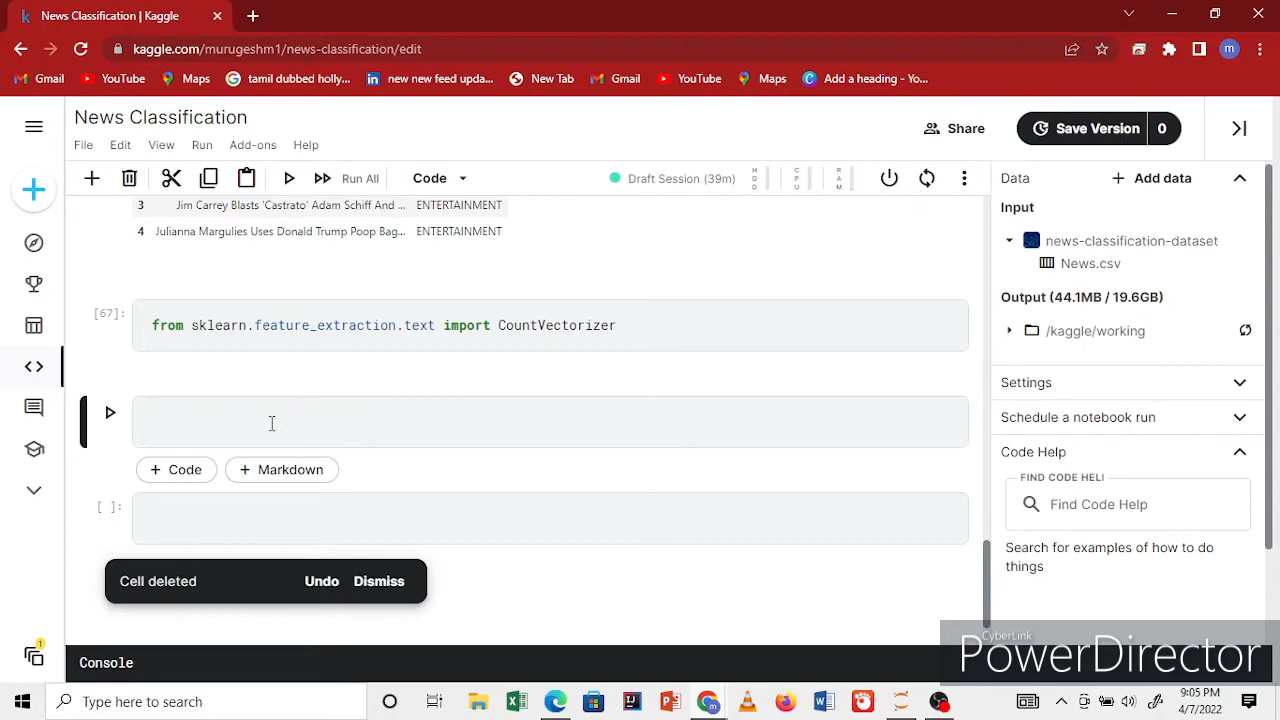 News Classification | Kaggle
kaggle.com/murugeshm1/news-classification/edit
m
Gmail
YouTube
Maps
tamil dubbed holly...
new new feed upda...
New Tab
Gmail
YouTube
Maps
Add a heading - Yo...
News Classification
File Edit View Run Add-ons Help
Share
Save Version 0
Run All
Code
Draft Session (39m)
HDD
CPU
RAM
Data
+ Add data
Input
news-classification-dataset
News.csv
Output (44.1MB / 19.6GB)
/kaggle/working
Settings
Schedule a notebook run
Code Help
FIND CODE HELI
Find Code Help
Search for examples of how to do
things
3 Jim Carrey Blasts 'Castrato' Adam Schiff And ... ENTERTAINMENT
4 Julianna Margulies Uses Donald Trump Poop Bag... ENTERTAINMENT
[67]:
from sklearn.feature_extraction.text import CountVectorizer
+ Code
+ Markdown
[ ]:
Cell deleted Undo Dismiss
1
Console
CyberLink
PowerDirector
Type here to search
9:05 PM
4/7/2022